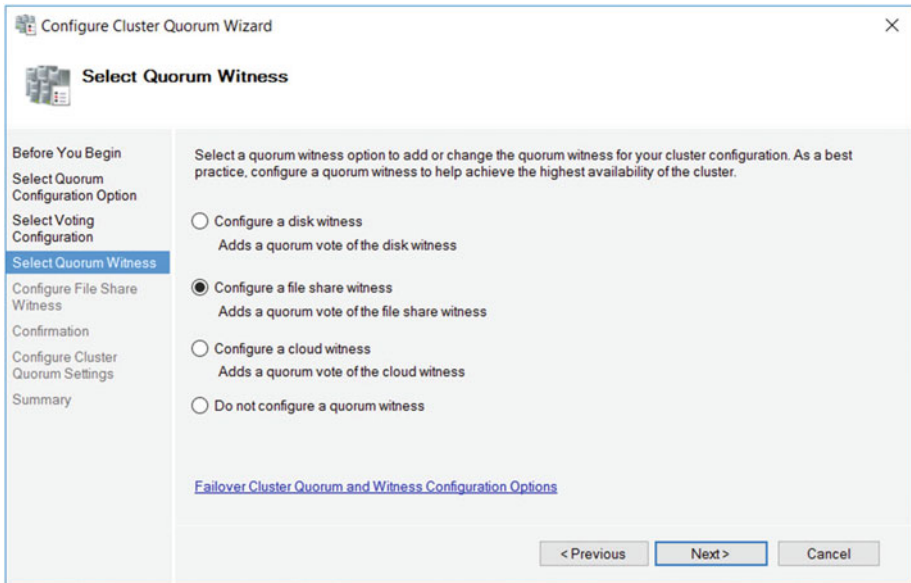 Configure Cluster Quorum Wizard
Select Quorum Witness
Before You Begin
Select Quorum
Configuration Option
Select Voting
Configuration
Select Quorum Witness
Configure File Share
Witness
Confirmation
Configure Cluster
Quorum Settings
Summary
Select a quorum witness option to add or change the quorum witness for your cluster configuration. As a best
practice, configure a quorum witness to help achieve the highest availability of the cluster.
Configure a disk witness
Adds a quorum vote of the disk witness
Configure a file share witness
Adds a quorum vote of the file share witness
Configure a cloud witness
Adds a quorum vote of the cloud witness
Do not configure a quorum witness
Failover Cluster Quorum and Witness Configuration Options
< Previous
Next >
Cancel